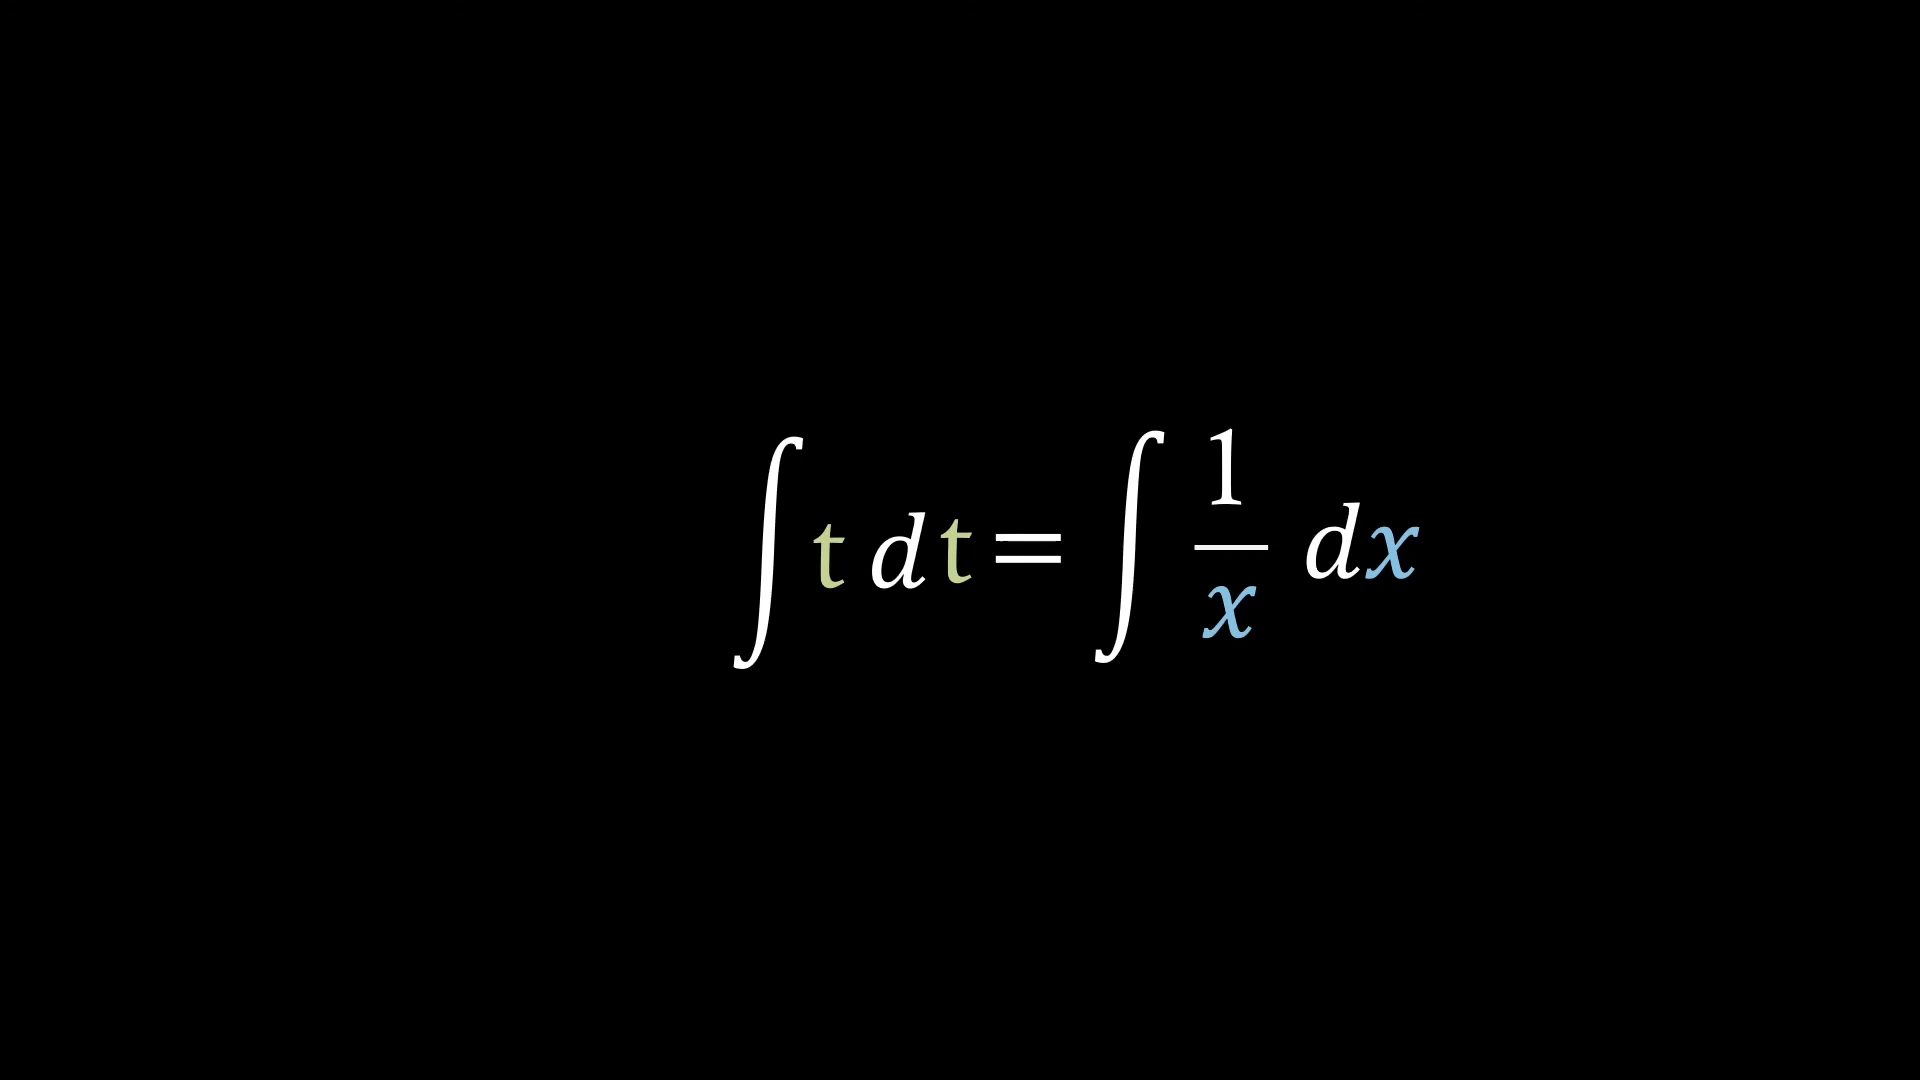 ∫ t dt = ∫ 1/x dx